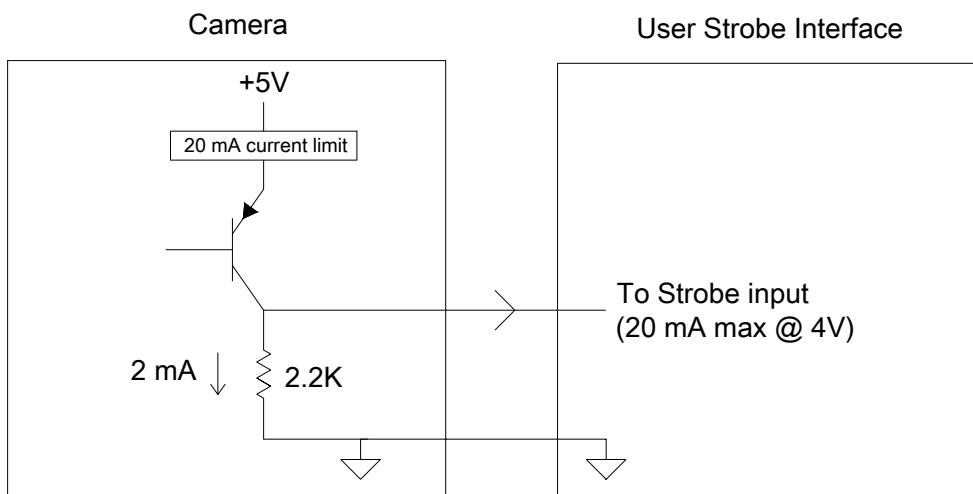 Camera
User Strobe Interface
+5V
20 mA current limit
To Strobe input
(20 mA max @ 4V)
2 mA
2.2K